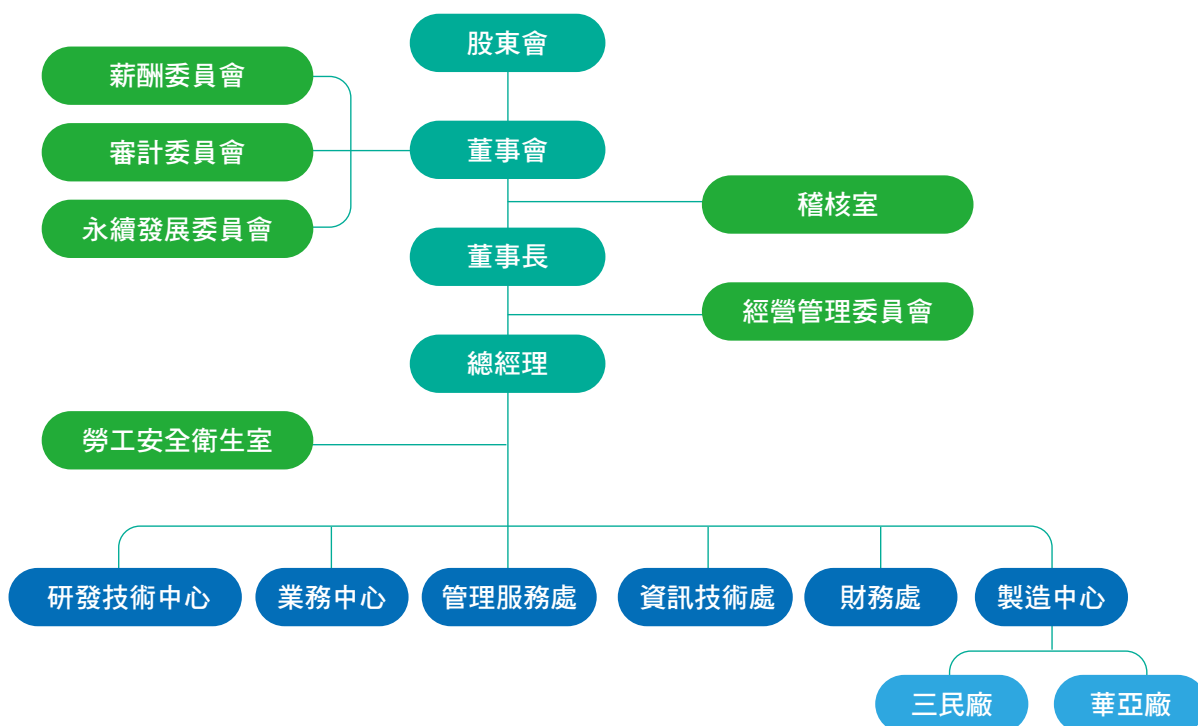 股東會
薪酬委員會
審計委員會
董事會
永續發展委員會
稽核室
董事長
經營管理委員會
總經理
勞工安全衛生室
研發技術中心
業務中心
管理服務處
資訊技術處
財務處
製造中心
三民廠
華亞廠